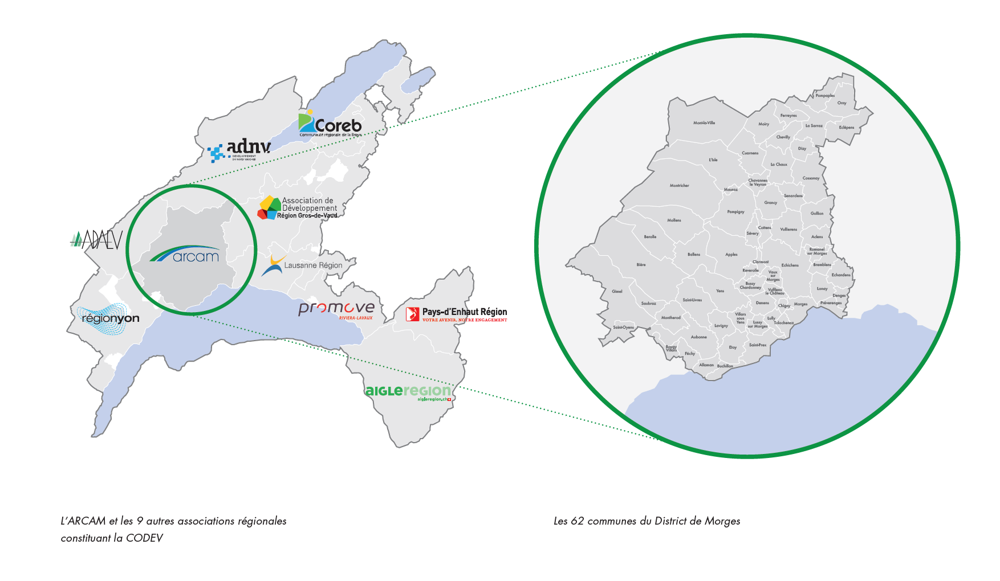 Coreb
Communauté régionale de la Broye
adnv
DÉVELOPPEMENT
DU NORD VAUDOIS
Association de
Développement
Région Gros-de-Vaud
ADAEV
arcam
Lausanne Région
régionyon
promove
RIVIERA-LAVAUX
Pays-d'Enhaut Région
VOTRE AVENIR, NOTRE ENGAGEMENT
AIGLEREGION
aigleregion.ch
Pompaples
Orny
Ferreyres
Mont-la-Ville
Moiry
La Sarraz
Eclépens
Chevilly
Dizy
Cuarnens
L'Isle
La Chaux
Cossonay
Chavannes
le Veyron
Montricher
Mauraz
Senarclens
Grancy
Pampigny
Gollion
Mollens
Cottens
Vullierens
Sévery
Berolle
Aclens
Romanel
sur Morges
Ballens
Apples
Clarmont
Echichens
Bremblens
Bière
Reverolle
Vaux
sur
Morges
Echandens
Bussy
Chardonney
Vufflens
le Château
Lonay
Gimel
Yens
Denges
Saint-Livres
Saubraz
Denens
Chigny
Morges
Préverenges
Montherod
Villars
sous
Yens
Lully
Lussy
sur Morges
Tolochenaz
Saint-Oyens
Lavigny
Aubonne
Bougy
Villars
Etoy
Saint-Prex
Féchy
Allaman
Buchillon
L'ARCAM et les 9 autres associations régionales
constituant la CODEV
Les 62 communes du District de Morges